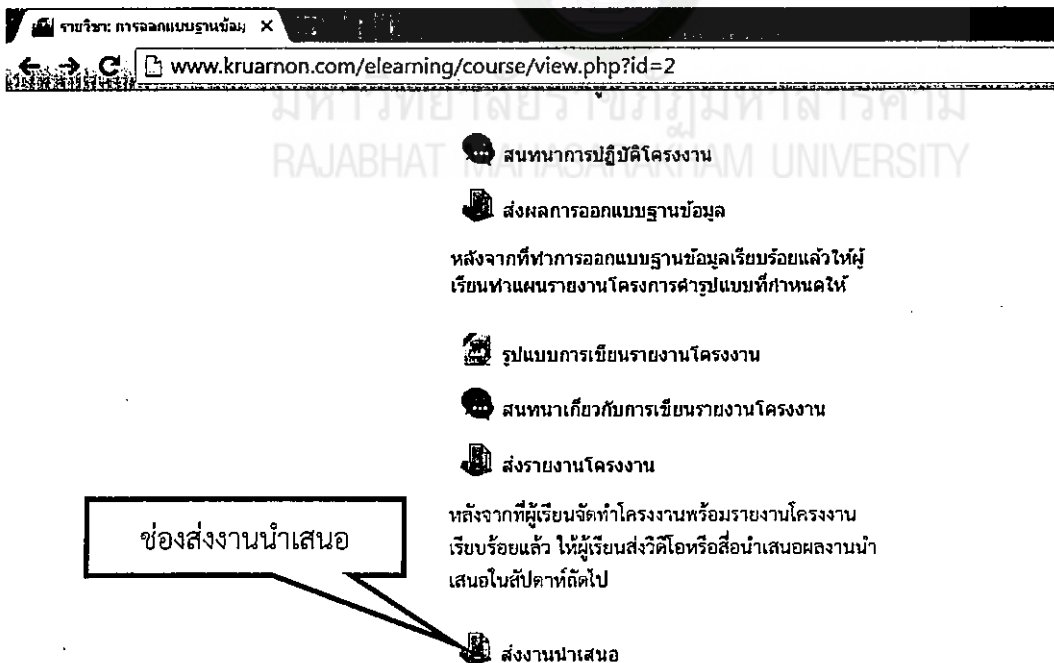 รายวิชา: การออกแบบฐานข้อมู
www.kruarnon.com/elearning/course/view.php?id=2
มหาวิทยาลัยราชภัฏมหาสารคาม
RAJABHAT MAHASARAKHAM UNIVERSITY
สนทนาการปฏิบัติโครงงาน
ส่งผลการออกแบบฐานข้อมูล
หลังจากที่ทำการออกแบบฐานข้อมูลเรียบร้อยแล้วให้ผู้
เรียนทำแผนรายงานโครงการตำรูปแบบที่กำหนดให้
รูปแบบการเขียนรายงานโครงงาน
สนทนาเกี่ยวกับการเขียนรายงานโครงงาน
ส่งรายงานโครงงาน
หลังจากที่ผู้เรียนจัดทำโครงงานพร้อมรายงานโครงงาน
เรียบร้อยแล้ว ให้ผู้เรียนส่งวิดีโอหรือสื่อนำเสนอผลงานนำ
เสนอในสัปดาห์ถัดไป
ช่องส่งงานนำเสนอ
ส่งงานนำเสนอ